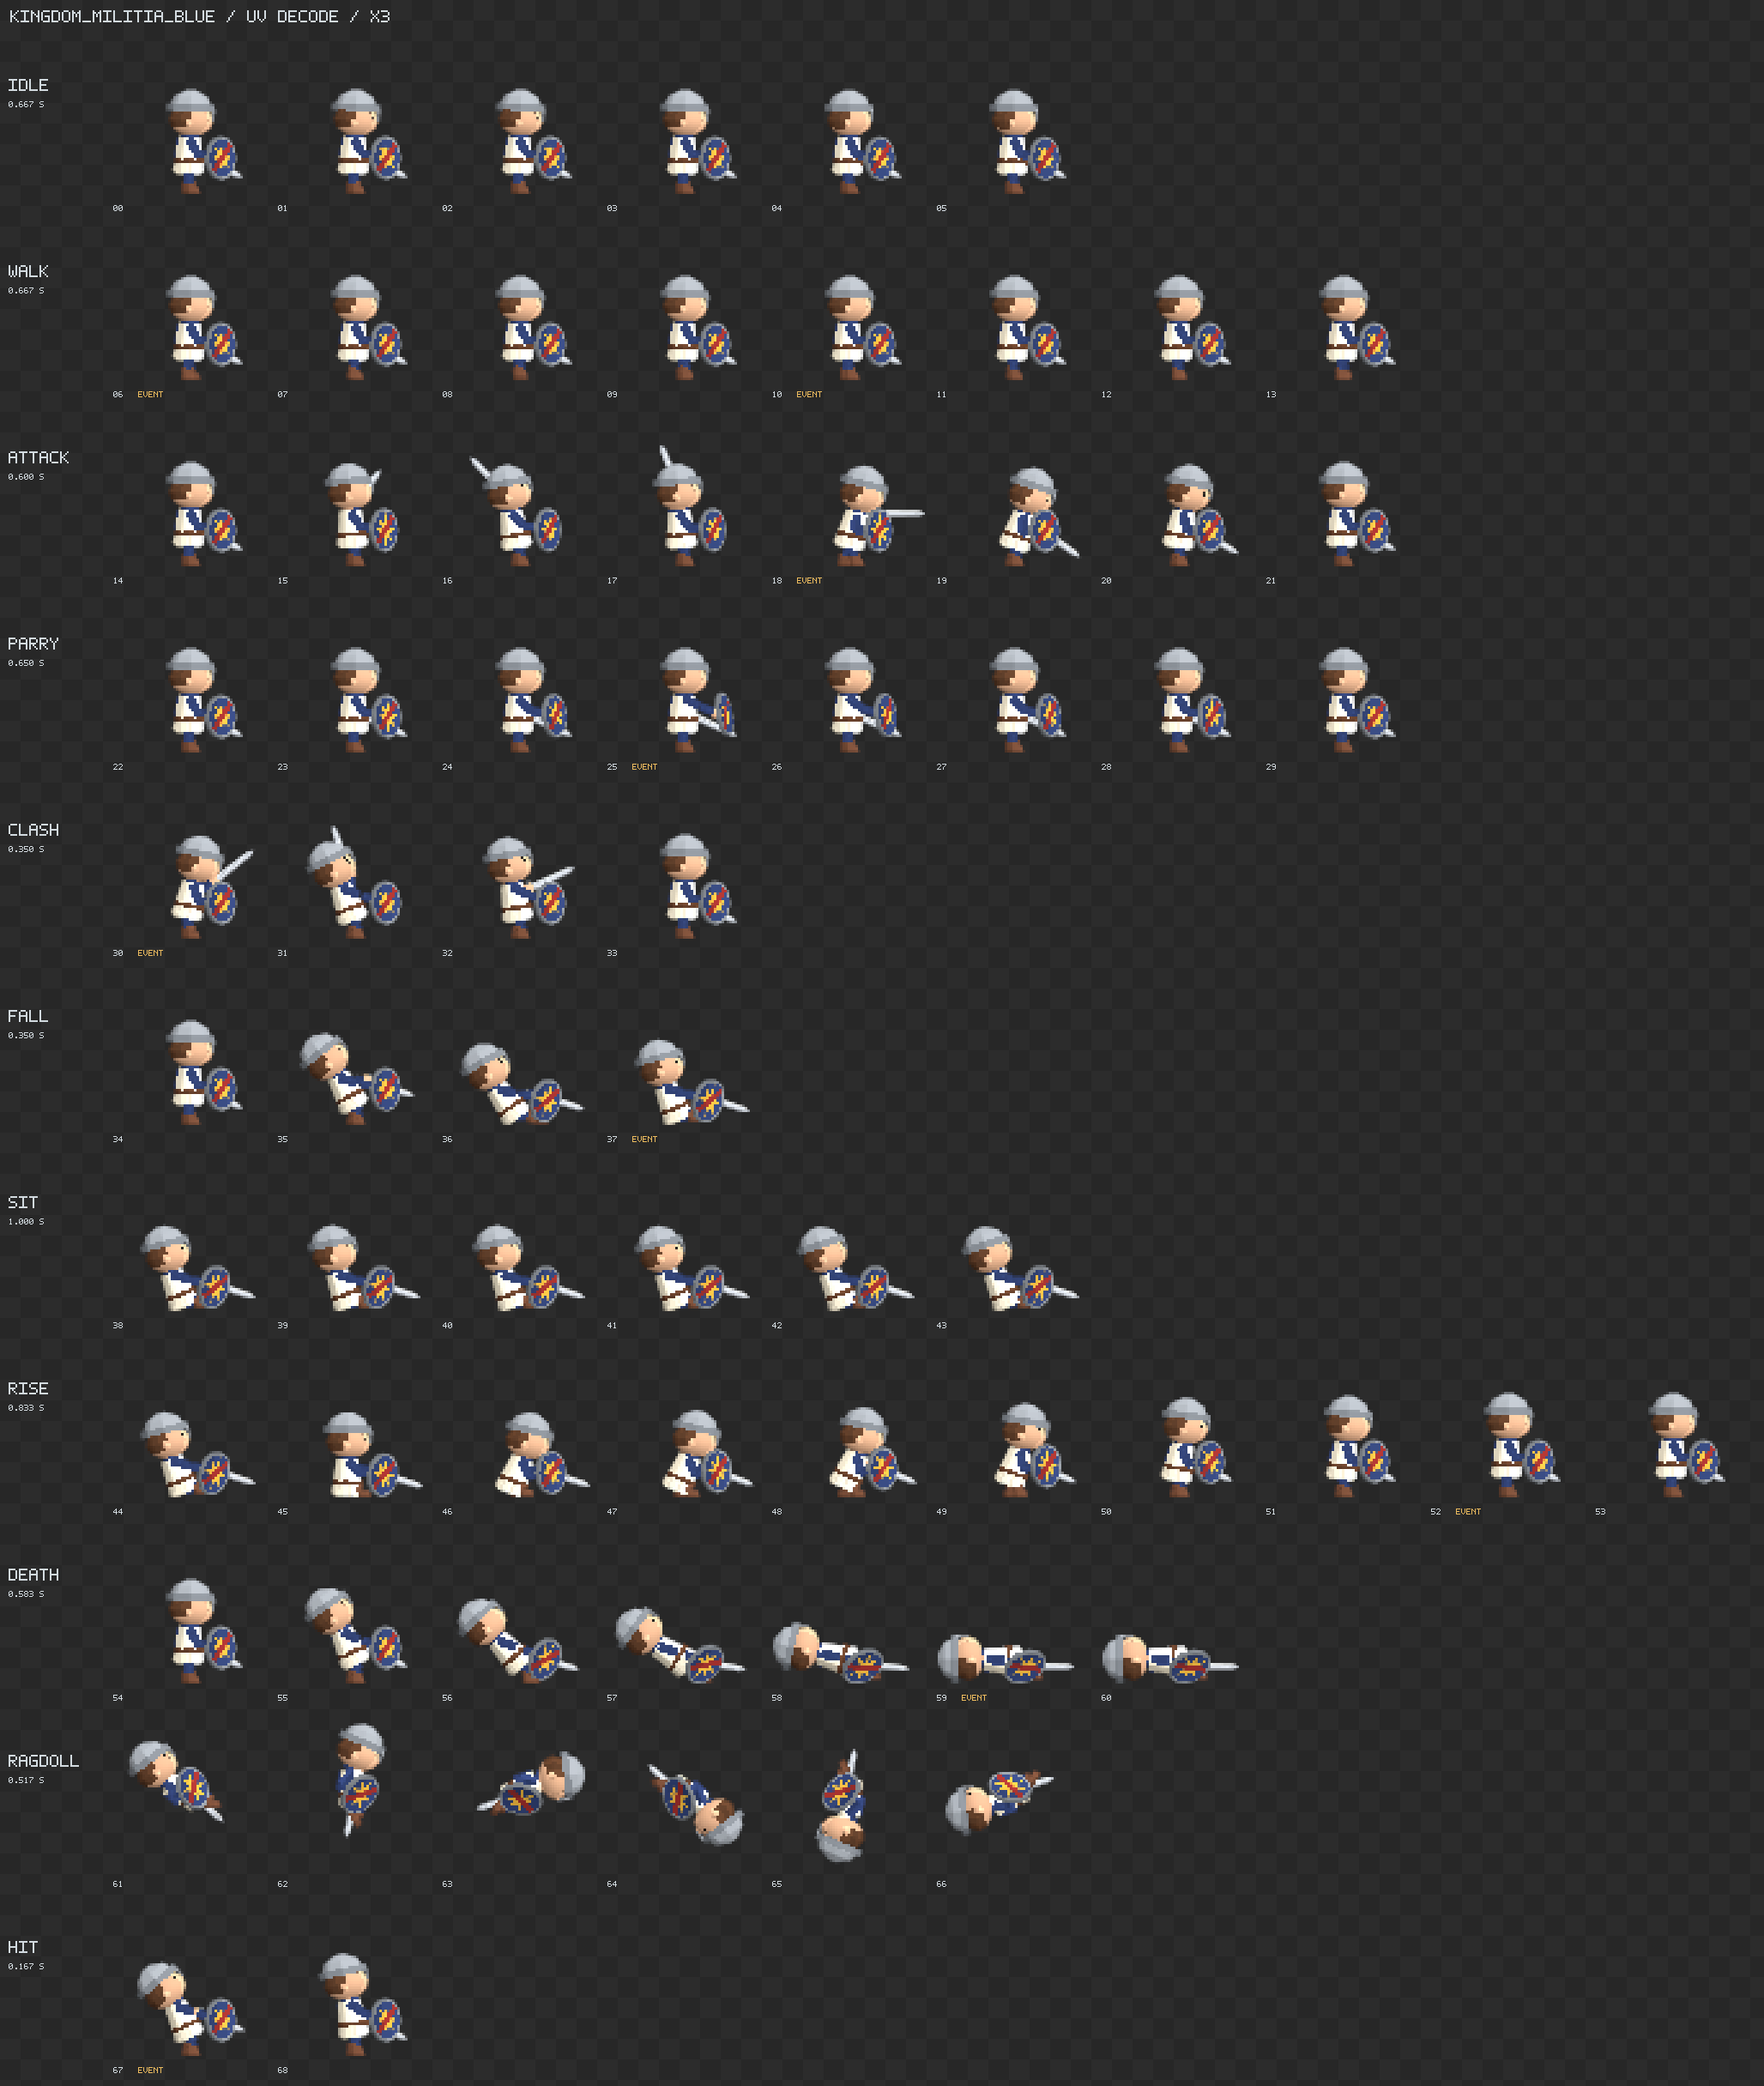 KINGDOM_MILITIA_BLUE / UV DECODE / X3
IDLE
0.667 S
00 01 02 03 04 05
WALK
0.667 S
06 EVENT 07 08 09 10 EVENT 11 12 13
ATTACK
0.600 S
14 15 16 17 18 EVENT 19 20 21
PARRY
0.650 S
22 23 24 25 EVENT 26 27 28 29
CLASH
0.350 S
30 EVENT 31 32 33
FALL
0.350 S
34 35 36 37 EVENT
SIT
1.000 S
38 39 40 41 42 43
RISE
0.833 S
44 45 46 47 48 49 50 51 52 EVENT 53
DEATH
0.583 S
54 55 56 57 58 59 EVENT 60
RAGDOLL
0.517 S
61 62 63 64 65 66
HIT
0.167 S
67 EVENT 68